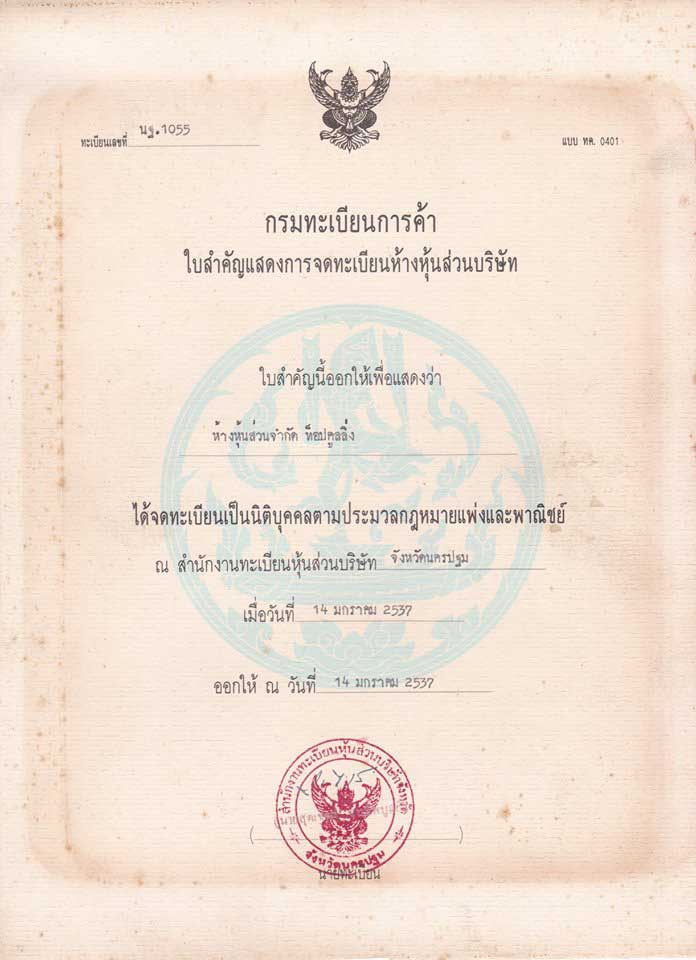 ทะเบียนเลขที่ นฐ.1055
แบบ ทค. 0401
กรมทะเบียนการค้า
ใบสำคัญแสดงการจดทะเบียนห้างหุ้นส่วนบริษัท
ใบสำคัญนี้ออกให้เพื่อแสดงว่า
ห้างหุ้นส่วนจำกัด ท็อปคูลลิ่ง
ได้จดทะเบียนเป็นนิติบุคคลตามประมวลกฎหมายแพ่งและพาณิชย์
ณ สำนักงานทะเบียนหุ้นส่วนบริษัท จังหวัดนครปฐม
เมื่อวันที่ 14 มกราคม 2537
ออกให้ ณ วันที่ 14 มกราคม 2537
สำนักงานทะเบียนหุ้นส่วนบริษัทจังหวัด
( )
จังหวัดนครปฐม
นายทะเบียน